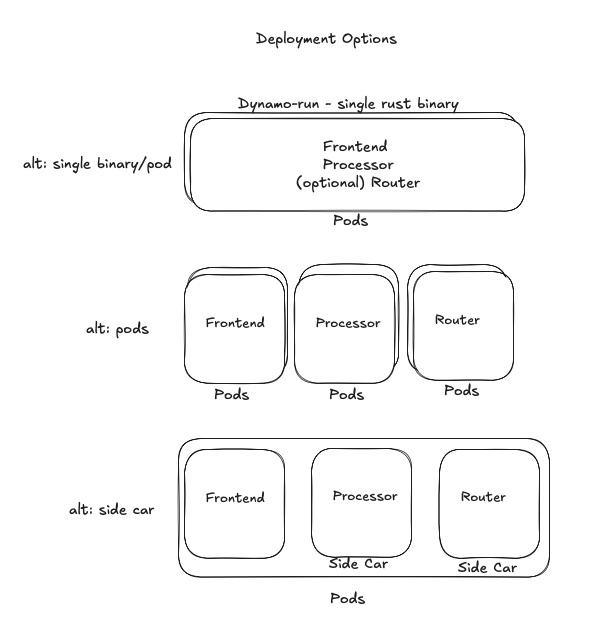 Deployment Options
Dynamo-run - single rust binary
alt: single binary/pod
Frontend
Processor
(optional) Router
Pods
alt: pods
Frontend
Processor
Router
Pods
Pods
Pods
alt: side car
Frontend
Processor
Router
Side Car
Side Car
Pods